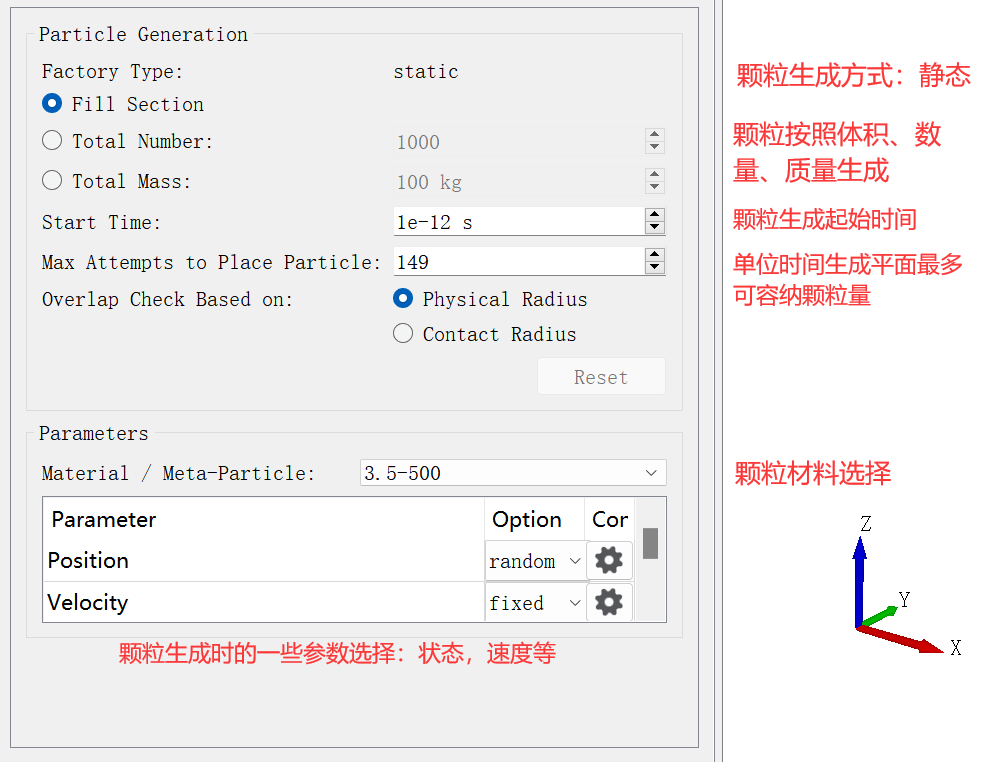 Particle Generation
Factory Type: static
颗粒生成方式：静态
Fill Section
Total Number: 1000
颗粒按照体积、数
量、质量生成
Total Mass: 100 kg
Start Time: 1e-12 s
颗粒生成起始时间
Max Attempts to Place Particle: 149
单位时间生成平面最多
可容纳颗粒量
Overlap Check Based on: Physical Radius
Contact Radius
Reset
Parameters
Material / Meta-Particle: 3.5-500
颗粒材料选择
Parameter Option Cor
Position random
Velocity fixed
Z
Y
X
颗粒生成时的一些参数选择：状态，速度等